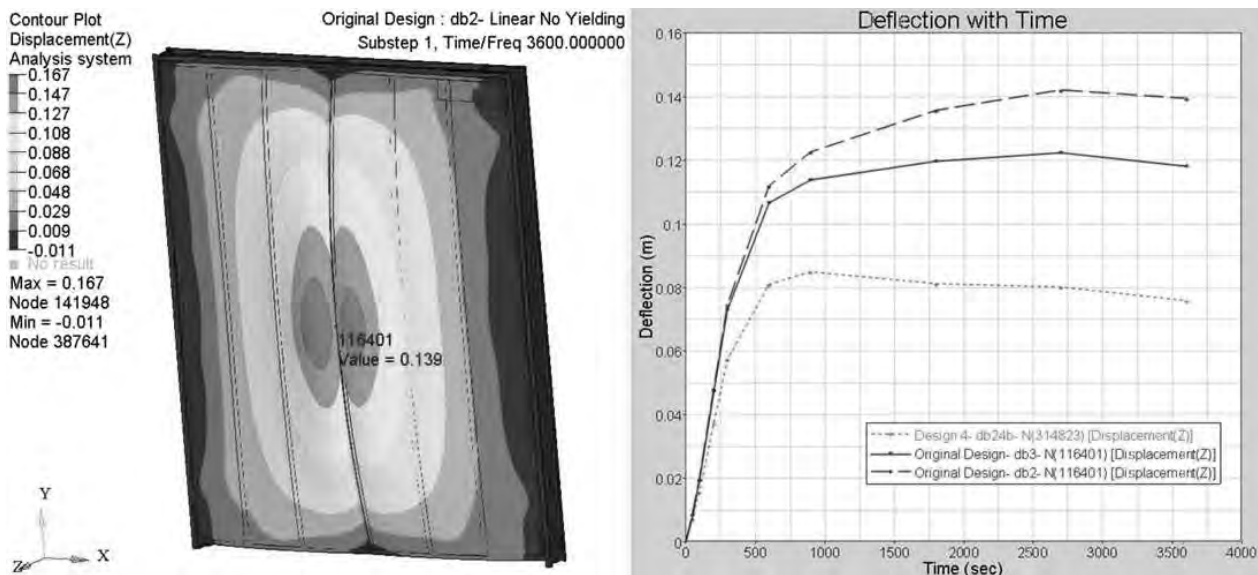 Contour Plot
Displacement(Z)
Analysis system
0.167
0.147
0.127
0.108
0.088
0.068
0.048
0.029
0.009
-0.011
No result
Max = 0.167
Node 141948
Min = -0.011
Node 387641
Original Design : db2- Linear No Yielding
Substep 1, Time/Freq 3600.000000
116401
Value = 0.139
Y
Z
X
Deflection with Time
Deflection (m)
0.16
0.14
0.12
0.1
0.08
0.06
0.04
0.02
0
Design 4- db24b- N(314823) [Displacement(Z)]
Original Design- db3- N(116401) [Displacement(Z)]
Original Design- db2- N(116401) [Displacement(Z)]
0 500 1000 1500 2000 2500 3000 3500 4000
Time (sec)